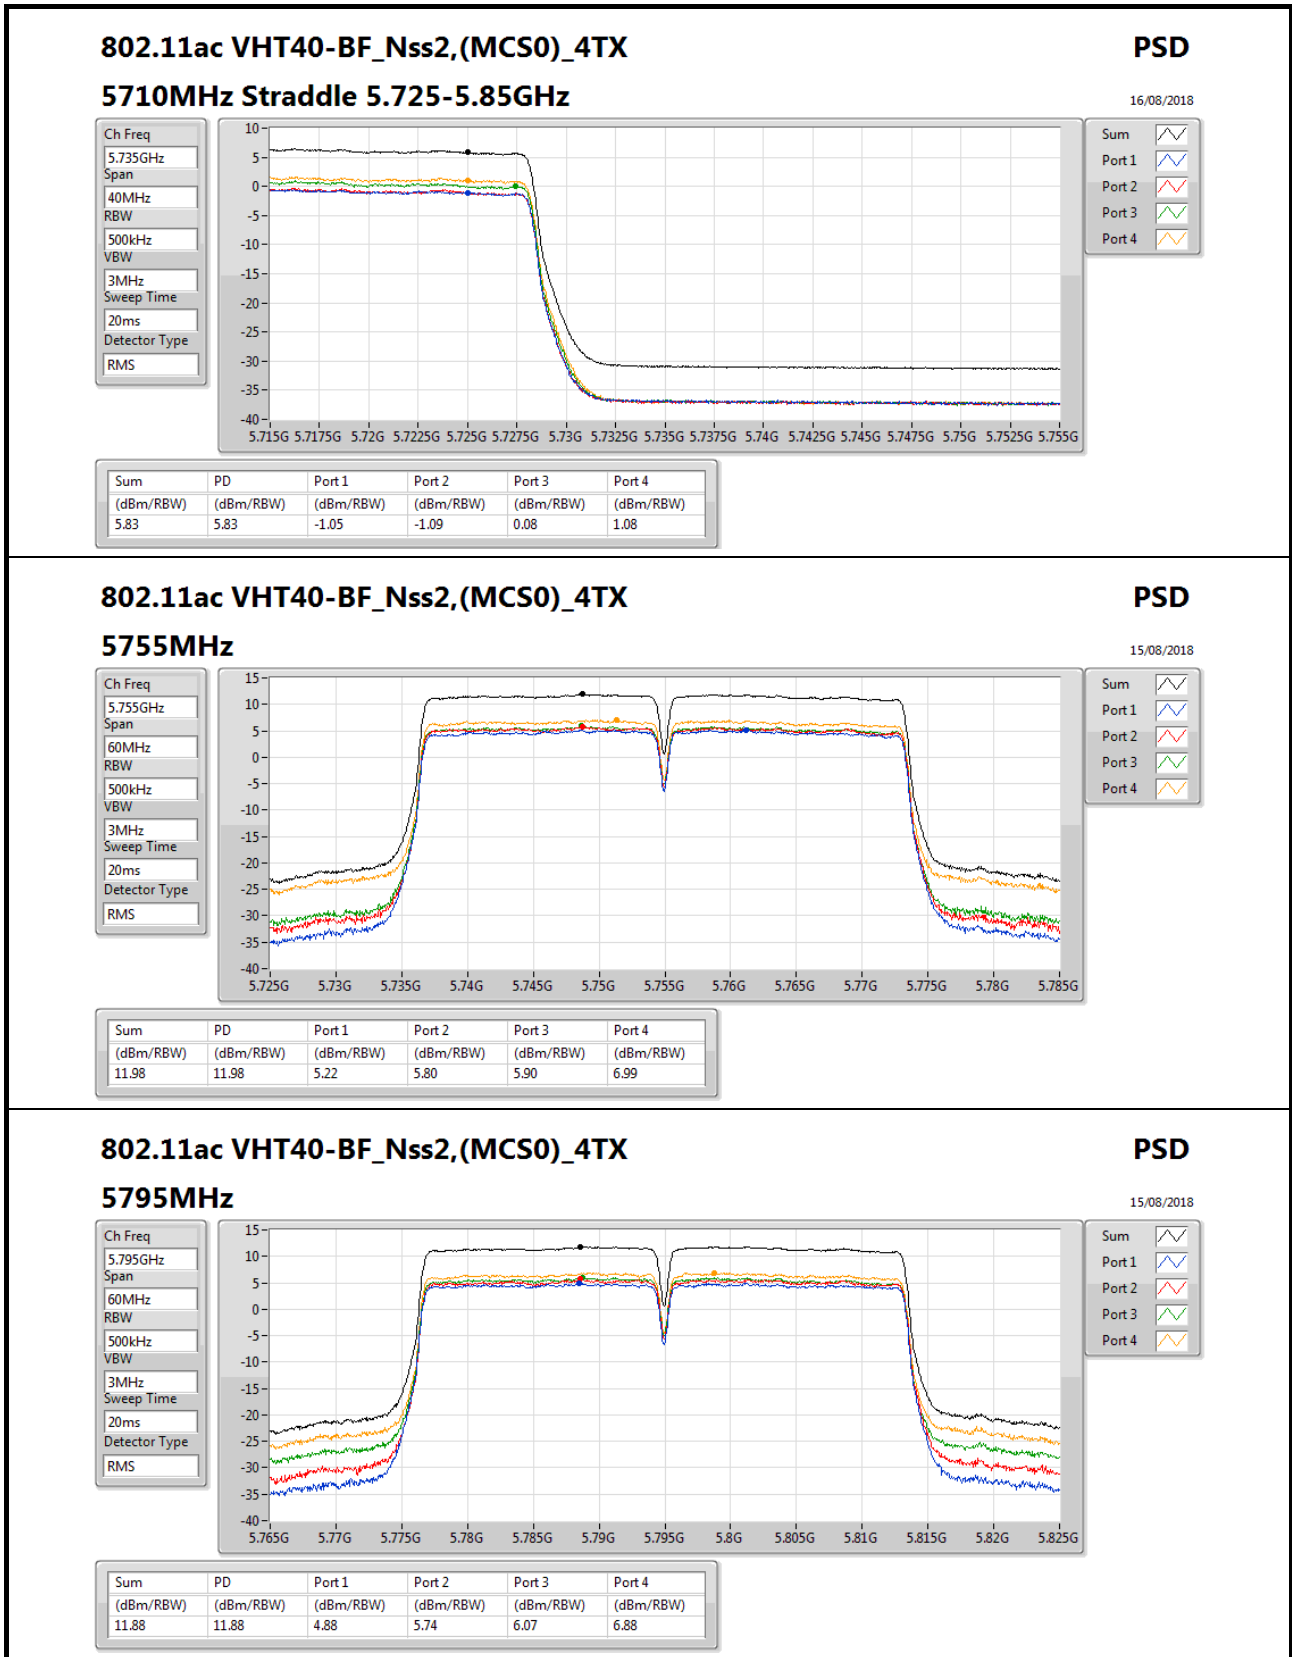 802.11ac VHT40-BF_Nss2,(MCS0)_4TX PSD
5710MHz Straddle 5.725-5.85GHz 16/08/2018
Ch Freq
5.735GHz
Span
40MHz
RBW
500kHz
VBW
3MHz
Sweep Time
20ms
Detector Type
RMS
10
5
0
-5
-10
-15
-20
-25
-30
-35
-40
5.715G 5.7175G 5.72G 5.7225G 5.725G 5.7275G 5.73G 5.7325G 5.735G 5.7375G 5.74G 5.7425G 5.745G 5.7475G 5.75G 5.7525G 5.755G
Sum
Port 1
Port 2
Port 3
Port 4
Sum PD Port 1 Port 2 Port 3 Port 4
(dBm/RBW) (dBm/RBW) (dBm/RBW) (dBm/RBW) (dBm/RBW) (dBm/RBW)
5.83 5.83 -1.05 -1.09 0.08 1.08
802.11ac VHT40-BF_Nss2,(MCS0)_4TX PSD
5755MHz 15/08/2018
Ch Freq
5.755GHz
Span
60MHz
RBW
500kHz
VBW
3MHz
Sweep Time
20ms
Detector Type
RMS
15
10
5
0
-5
-10
-15
-20
-25
-30
-35
-40
5.725G 5.73G 5.735G 5.74G 5.745G 5.75G 5.755G 5.76G 5.765G 5.77G 5.775G 5.78G 5.785G
Sum
Port 1
Port 2
Port 3
Port 4
Sum PD Port 1 Port 2 Port 3 Port 4
(dBm/RBW) (dBm/RBW) (dBm/RBW) (dBm/RBW) (dBm/RBW) (dBm/RBW)
11.98 11.98 5.22 5.80 5.90 6.99
802.11ac VHT40-BF_Nss2,(MCS0)_4TX PSD
5795MHz 15/08/2018
Ch Freq
5.795GHz
Span
60MHz
RBW
500kHz
VBW
3MHz
Sweep Time
20ms
Detector Type
RMS
15
10
5
0
-5
-10
-15
-20
-25
-30
-35
-40
5.765G 5.77G 5.775G 5.78G 5.785G 5.79G 5.795G 5.8G 5.805G 5.81G 5.815G 5.82G 5.825G
Sum
Port 1
Port 2
Port 3
Port 4
Sum PD Port 1 Port 2 Port 3 Port 4
(dBm/RBW) (dBm/RBW) (dBm/RBW) (dBm/RBW) (dBm/RBW) (dBm/RBW)
11.88 11.88 4.88 5.74 6.07 6.88